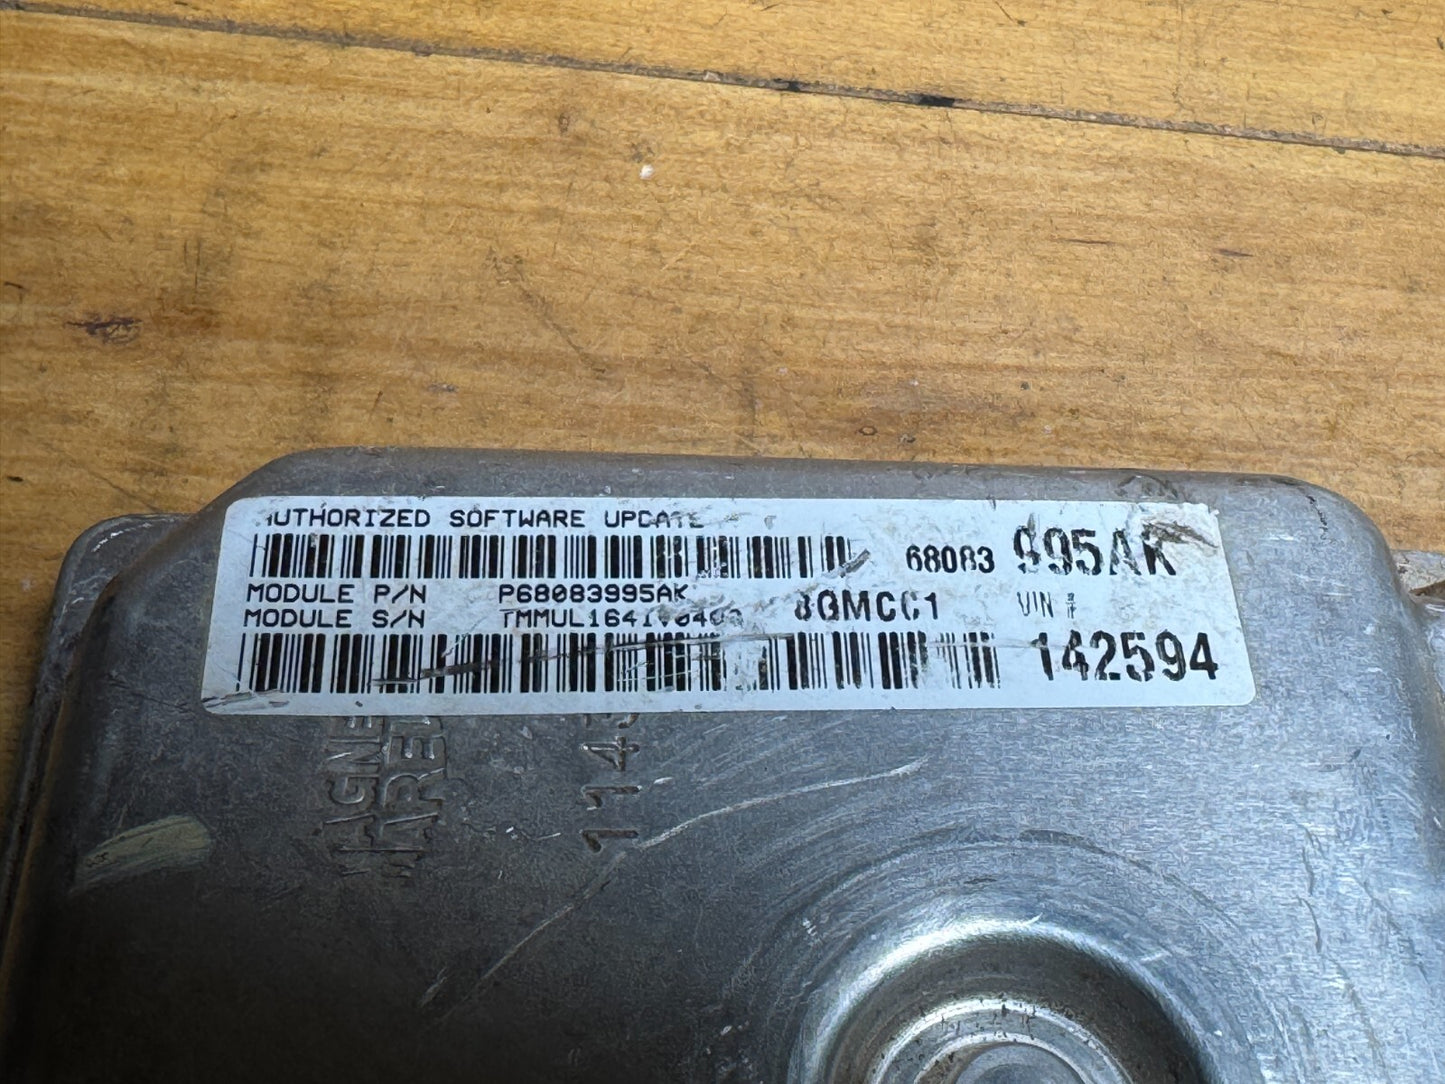 AUTHORIZED SOFTWARE UPDATE
68083 995AK
MODULE P/N P68083995AK
MODULE S/N VIN #
142594